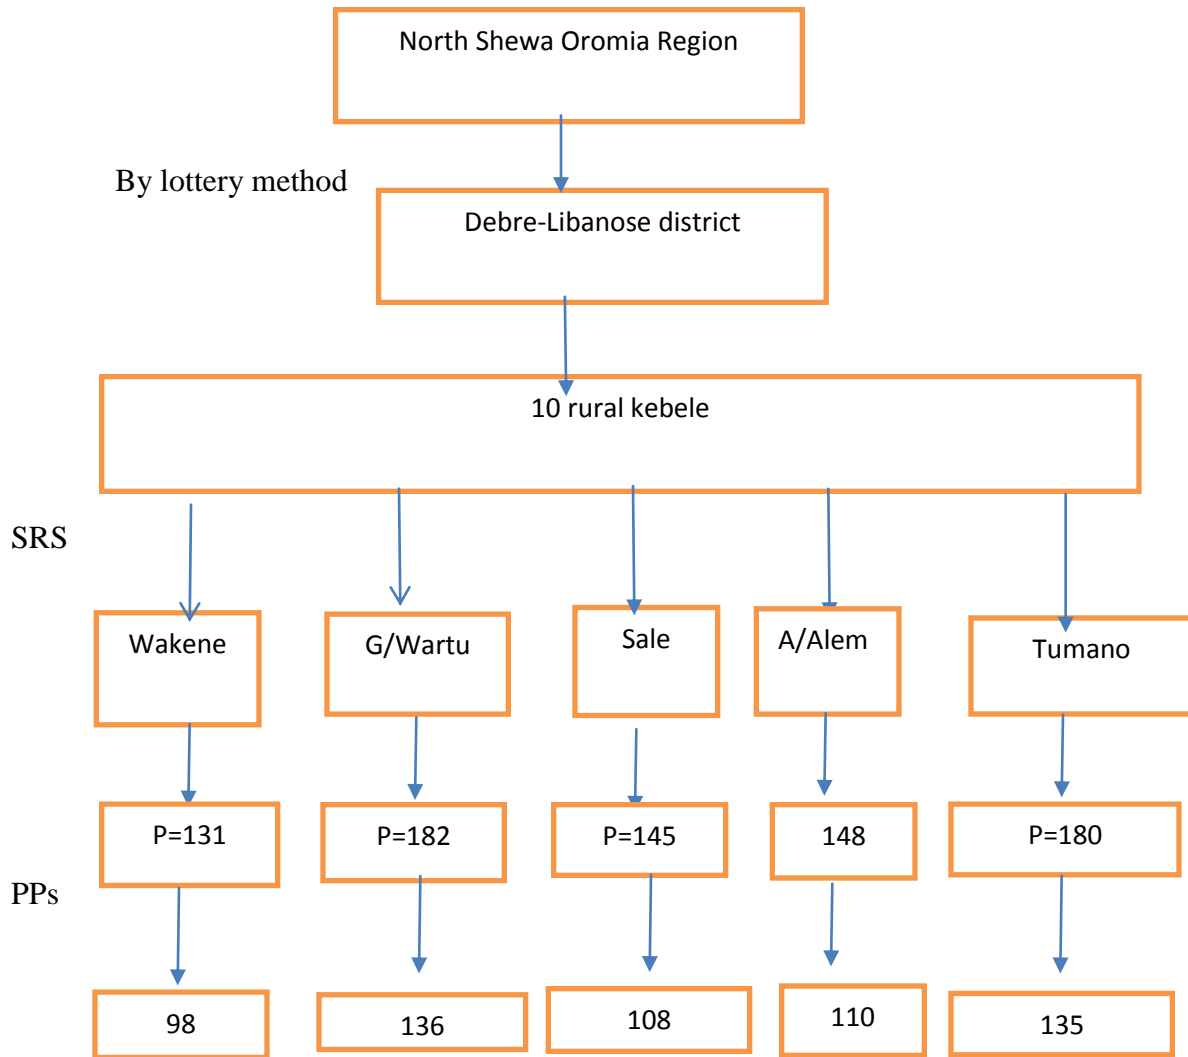 North Shewa Oromia Region
By lottery method
Debre-Libanose district
10 rural kebele
SRS
Wakene
G/Wartu
Sale
A/Alem
Tumano
P=131
P=182
P=145
148
P=180
PPs
98
136
108
110
135